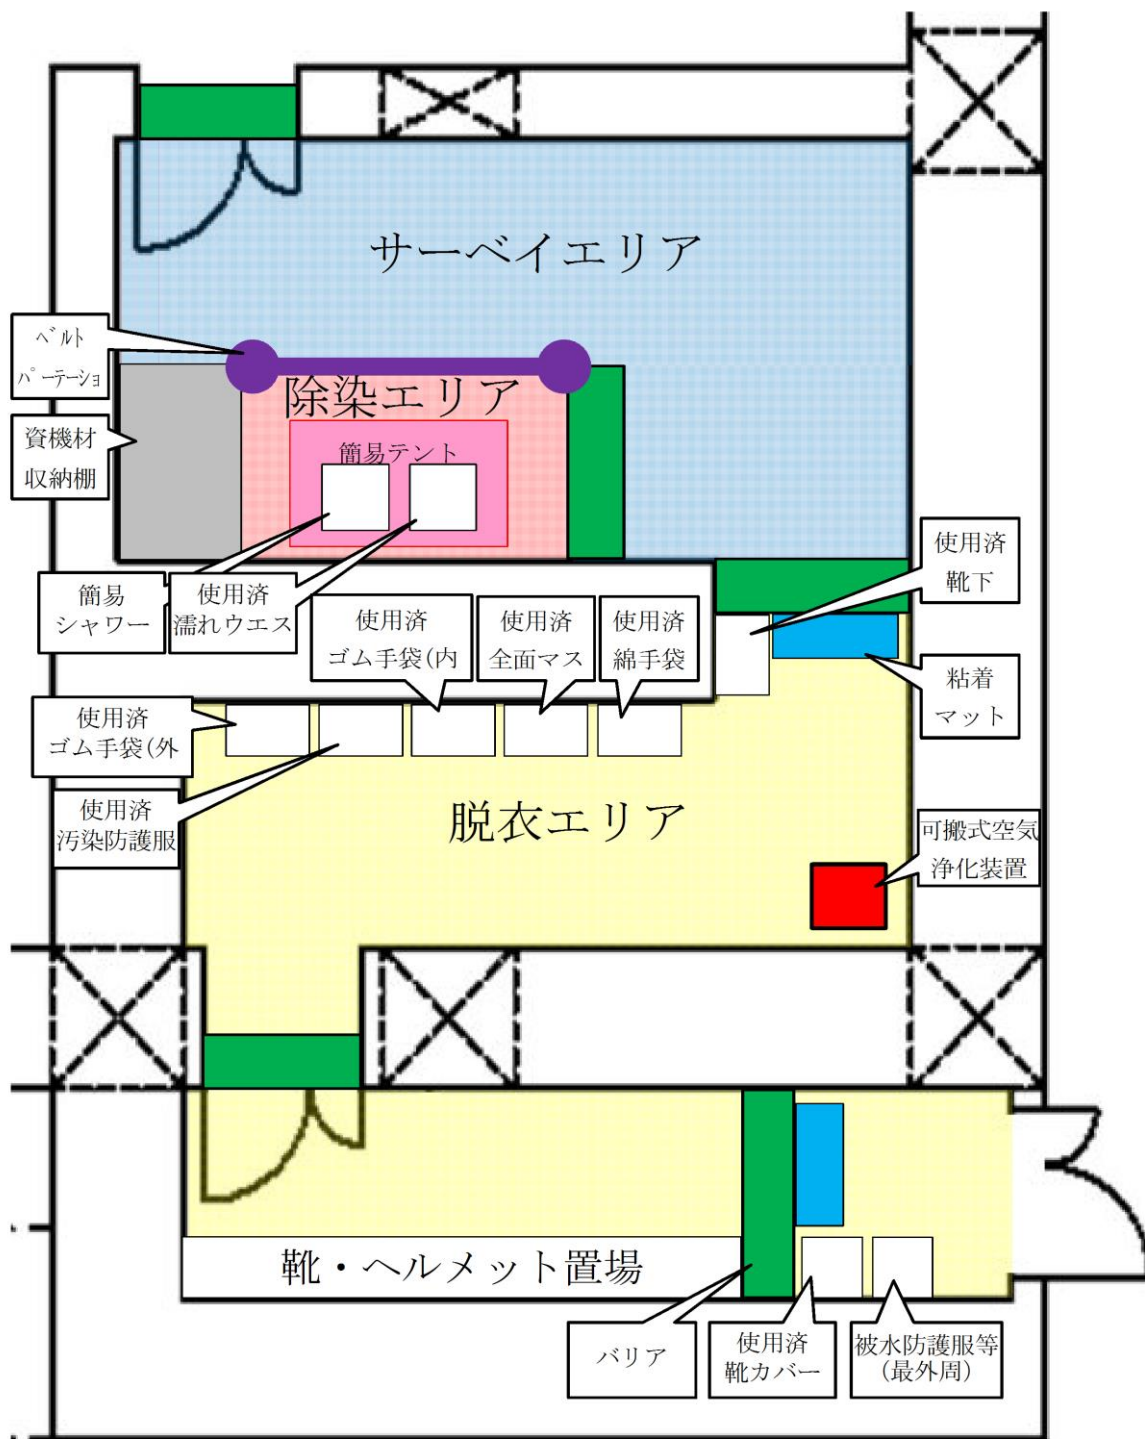 サーベイエリア
ベルト
パーテーショ
除染エリア
資機材
収納棚
簡易テント
使用済
靴下
簡易
シャワー
使用済
濡れウエス
使用済
ゴム手袋(内
使用済
全面マス
使用済
綿手袋
粘着
マット
使用済
ゴム手袋(外
使用済
汚染防護服
脱衣エリア
可搬式空気
浄化装置
靴・ヘルメット置場
バリア
使用済
靴カバー
被水防護服等
(最外周)